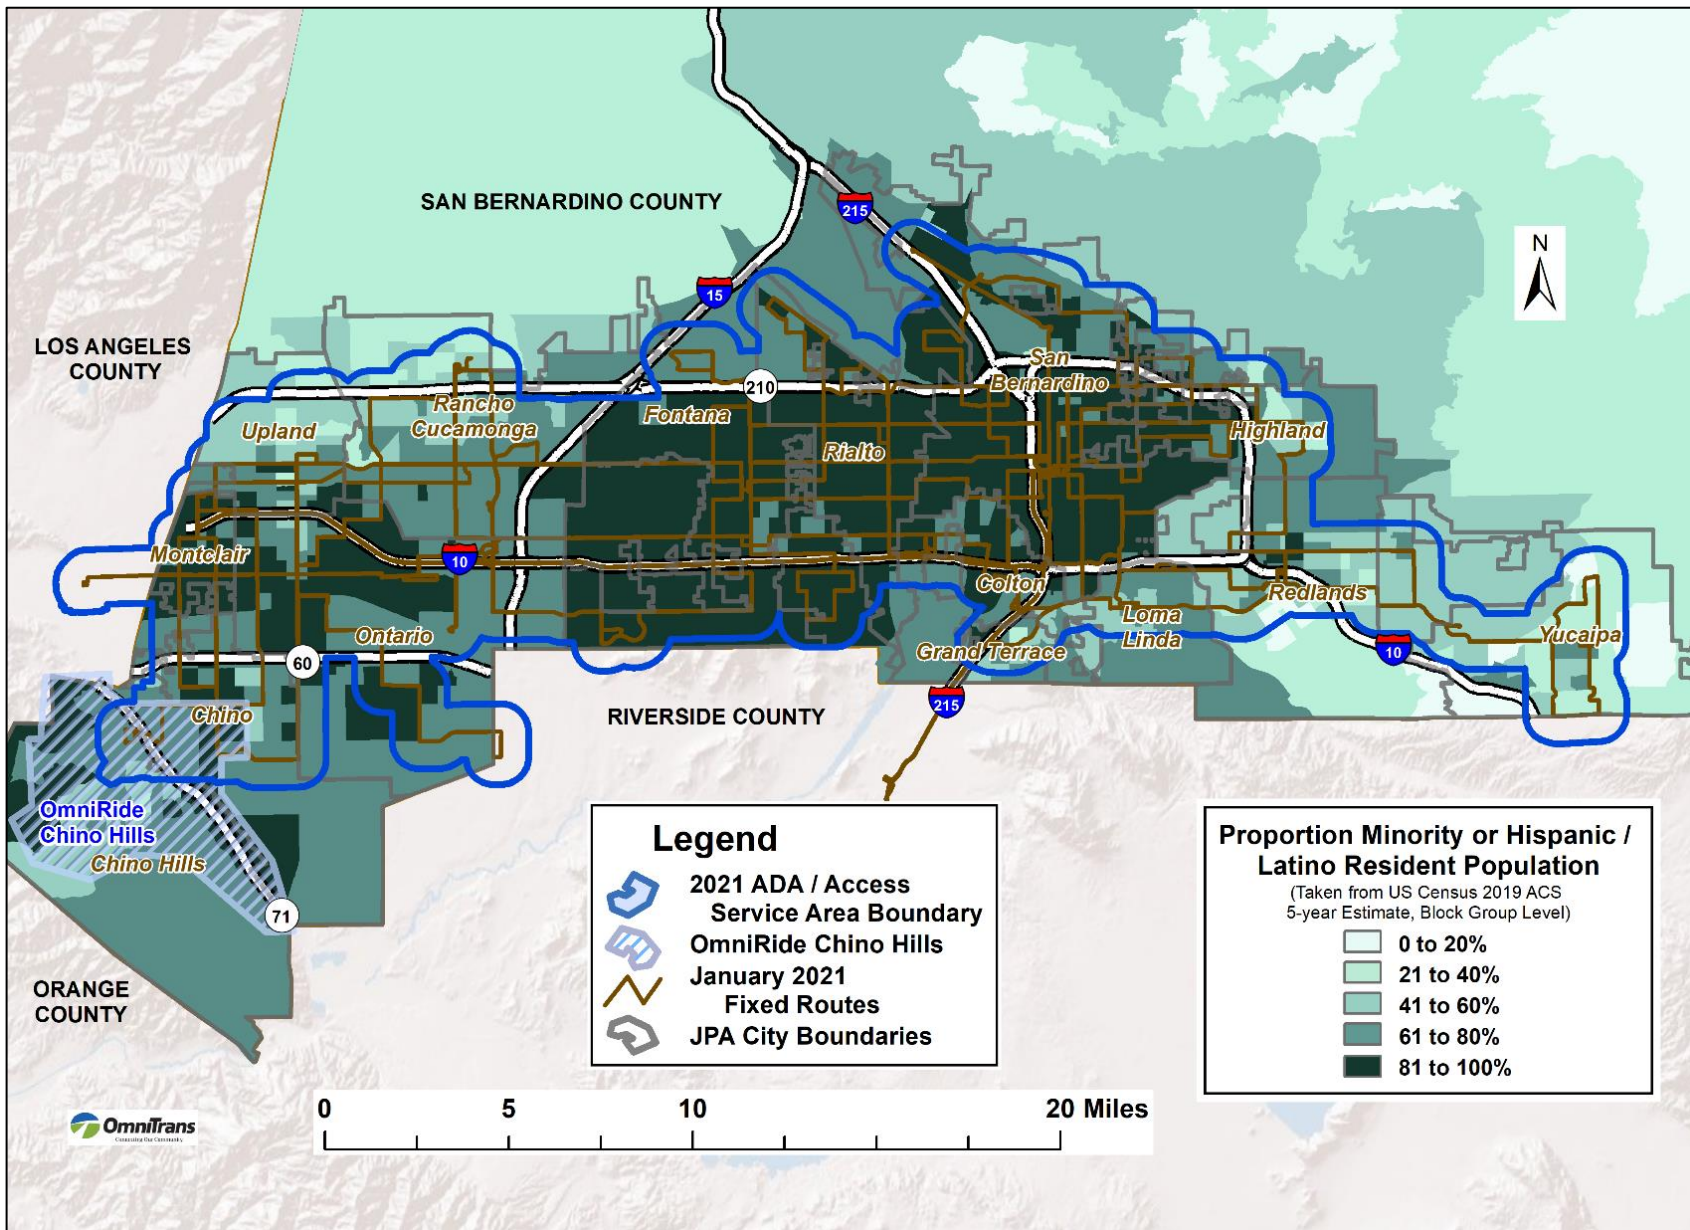 SAN BERNARDINO COUNTY
215
N
15
LOS ANGELES
COUNTY
San
Bernardino
210
Rancho
Cucamonga
Fontana
Upland
Highland
Rialto
Montclair
10
Colton
Redlands
Loma
Linda
Ontario
Yucaipa
Grand Terrace
60
10
215
RIVERSIDE COUNTY
Chino
OmniRide
Chino Hills
Chino Hills
71
ORANGE
COUNTY
Legend
2021 ADA / Access
Service Area Boundary
OmniRide Chino Hills
January 2021
Fixed Routes
JPA City Boundaries
Proportion Minority or Hispanic /
Latino Resident Population
(Taken from US Census 2019 ACS
5-year Estimate, Block Group Level)
0 to 20%
21 to 40%
41 to 60%
61 to 80%
81 to 100%
0 5 10 20 Miles
OmniTrans
Connecting Our Community